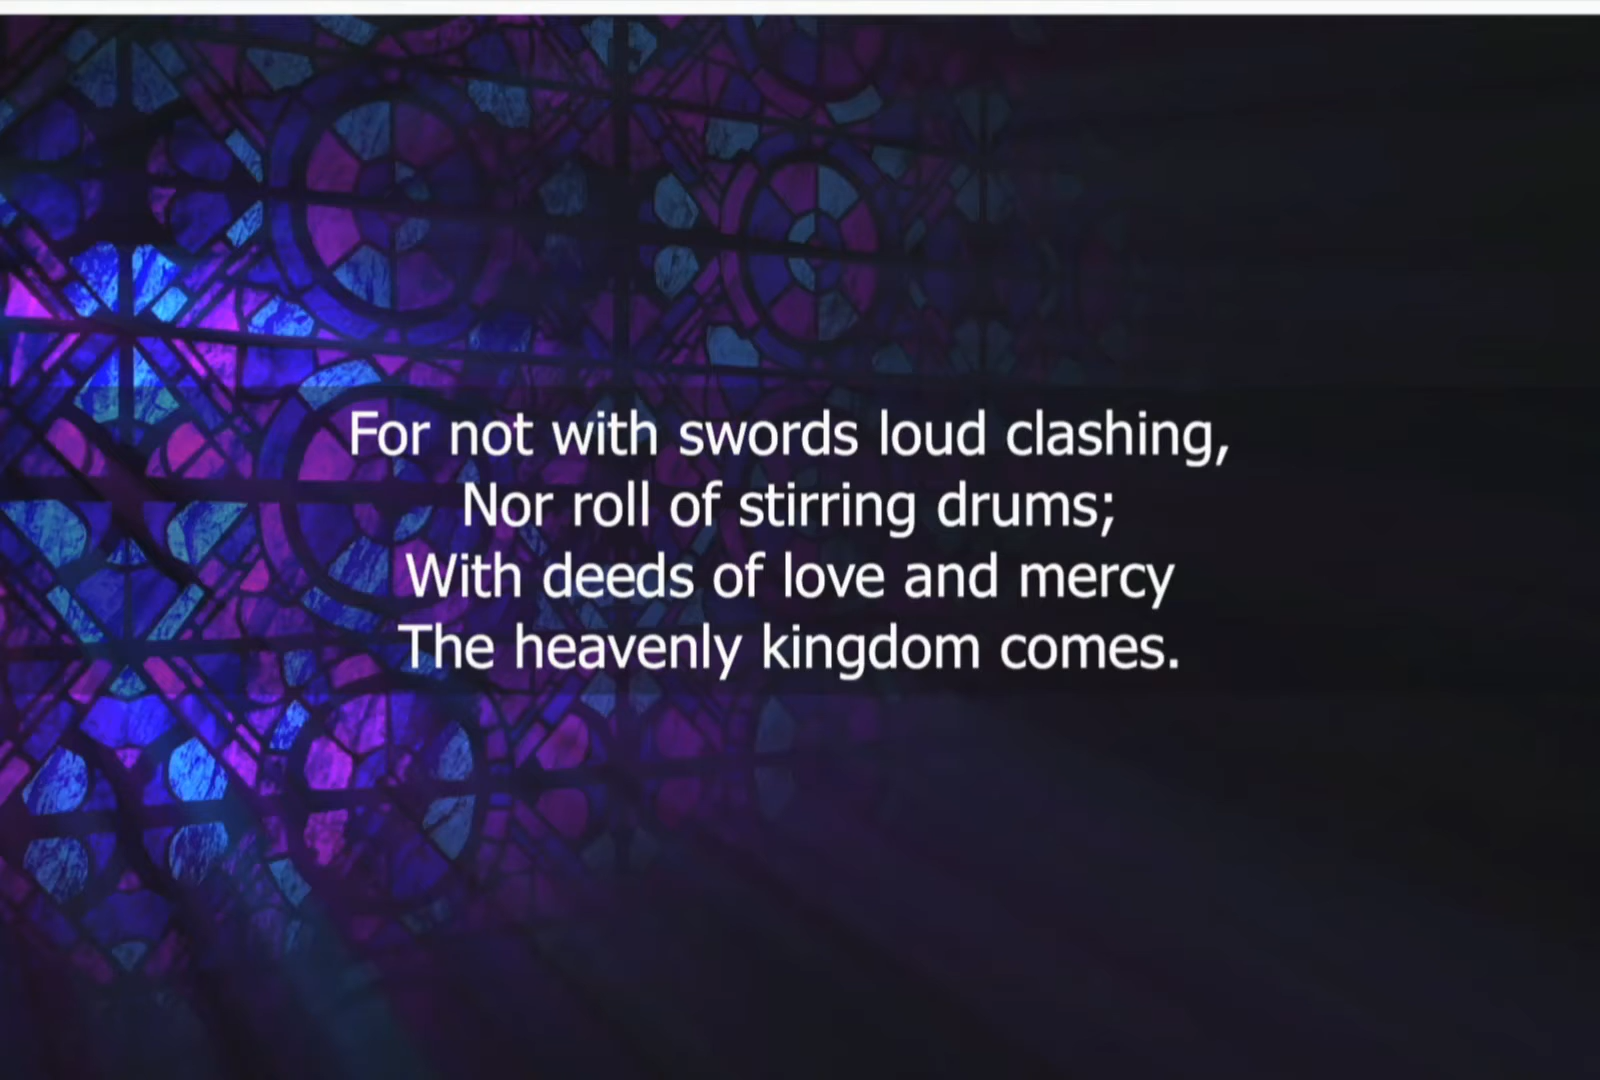 For not with swords loud clashing,
Nor roll of stirring drums;
With deeds of love and mercy
The heavenly kingdom comes.